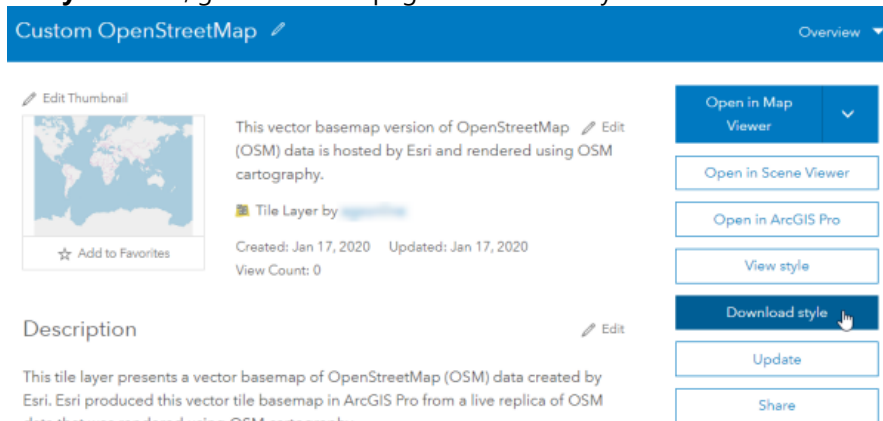 Custom OpenStreetMap
Overview
Edit Thumbnail
Add to Favorites
This vector basemap version of OpenStreetMap
Edit
(OSM) data is hosted by Esri and rendered using OSM
cartography.
Tile Layer by
Created: Jan 17, 2020 Updated: Jan 17, 2020
View Count: 0
Description
Edit
This tile layer presents a vector basemap of OpenStreetMap (OSM) data created by
Esri. Esri produced this vector tile basemap in ArcGIS Pro from a live replica of OSM
Open in Map
Viewer
Open in Scene Viewer
Open in ArcGIS Pro
View style
Download style
Update
Share